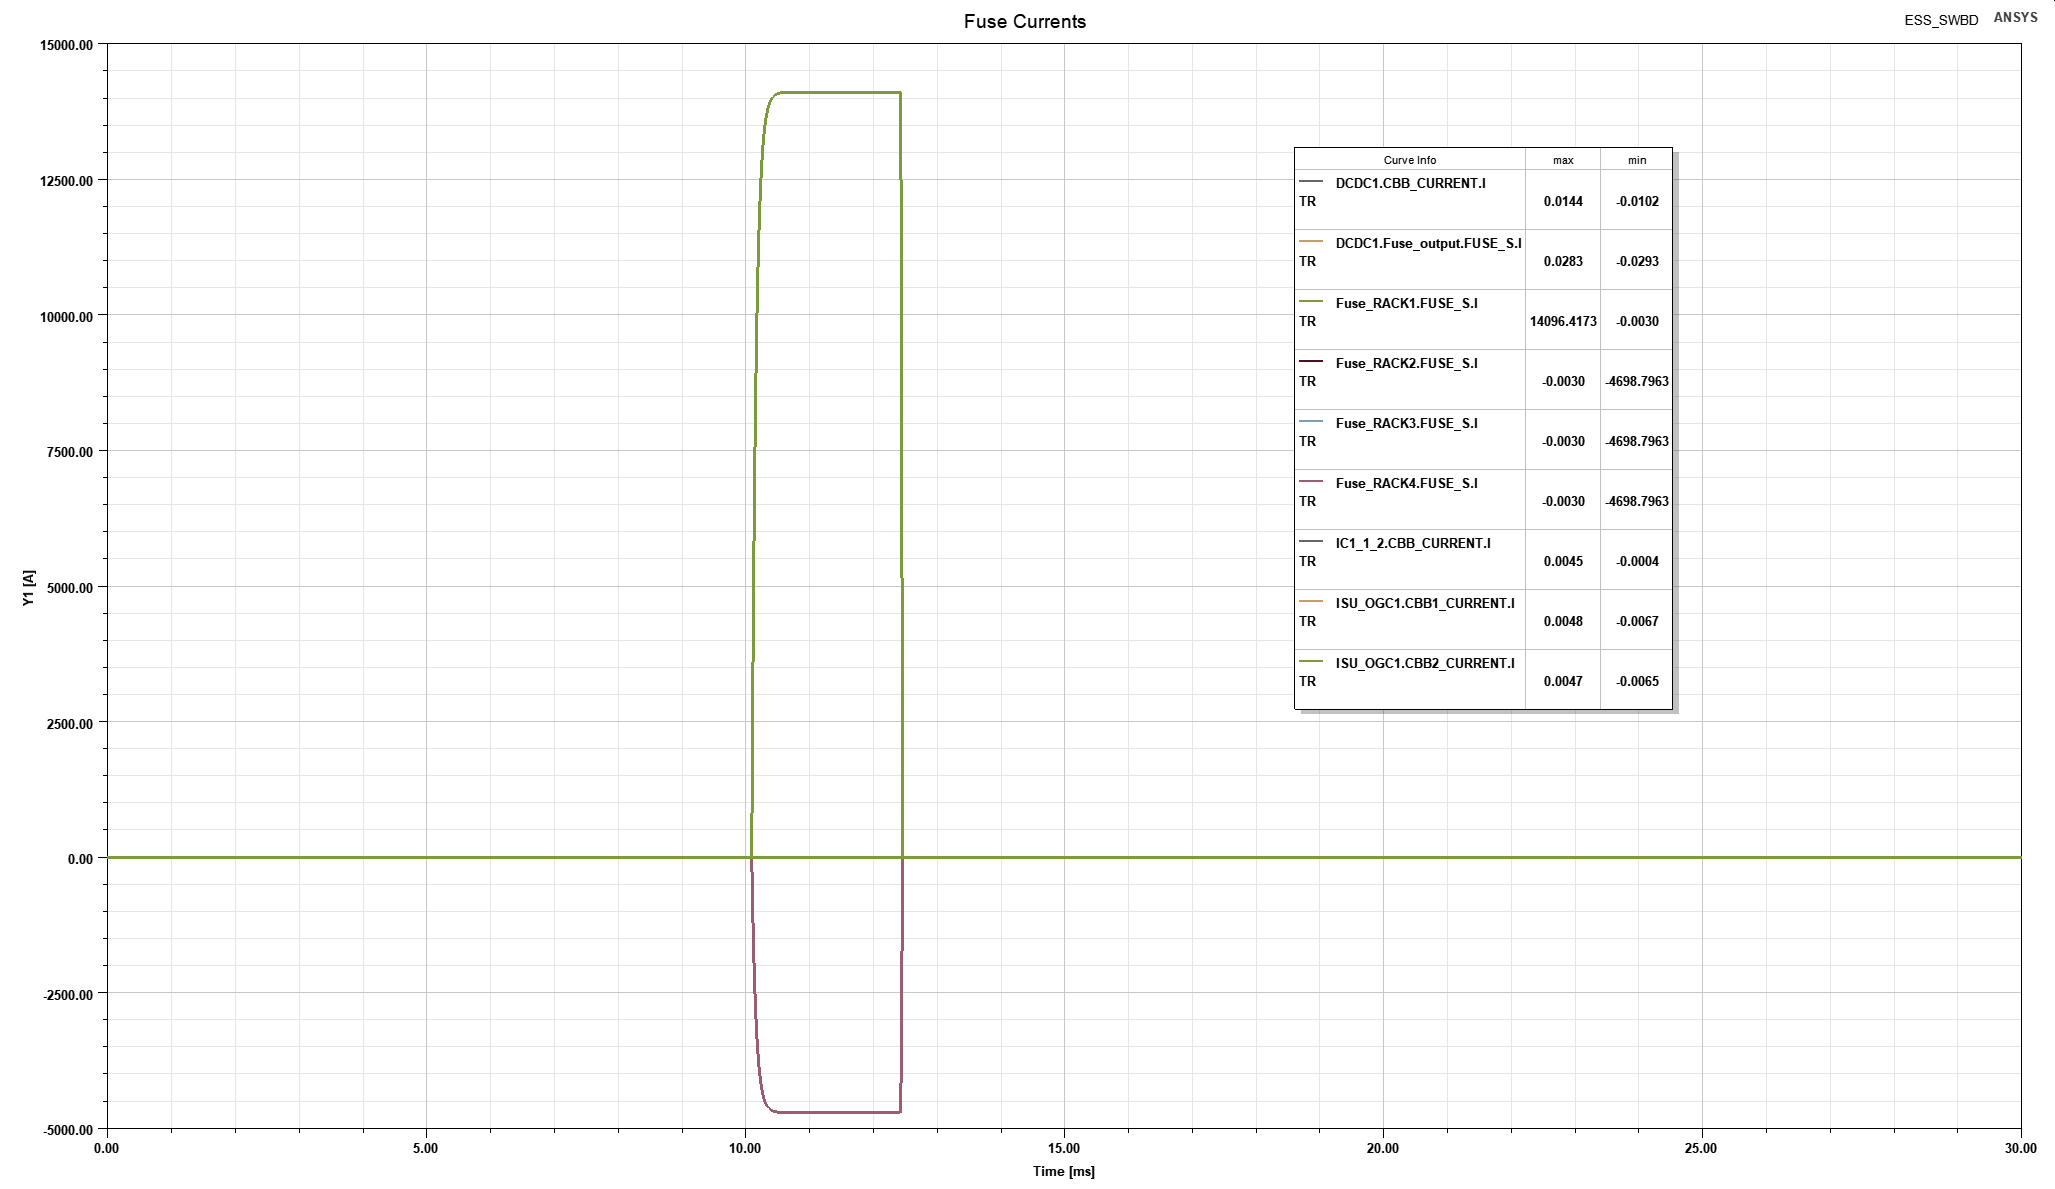 Fuse Currents
ESS_SWBD
ANSYS
15000.00
12500.00
10000.00
7500.00
5000.00
2500.00
0.00
-2500.00
-5000.00
Y1 [A]
0.00 5.00 10.00 15.00 20.00 25.00 30.00
Time [ms]
Curve Info max min
DCDC1.CBB_CURRENT.I
TR 0.0144 -0.0102
DCDC1.Fuse_output.FUSE_S.I
TR 0.0283 -0.0293
Fuse_RACK1.FUSE_S.I
TR 14096.4173 -0.0030
Fuse_RACK2.FUSE_S.I
TR -0.0030 -4698.7963
Fuse_RACK3.FUSE_S.I
TR -0.0030 -4698.7963
Fuse_RACK4.FUSE_S.I
TR -0.0030 -4698.7963
IC1_1_2.CBB_CURRENT.I
TR 0.0045 -0.0004
ISU_OGC1.CBB1_CURRENT.I
TR 0.0048 -0.0067
ISU_OGC1.CBB2_CURRENT.I
TR 0.0047 -0.0065